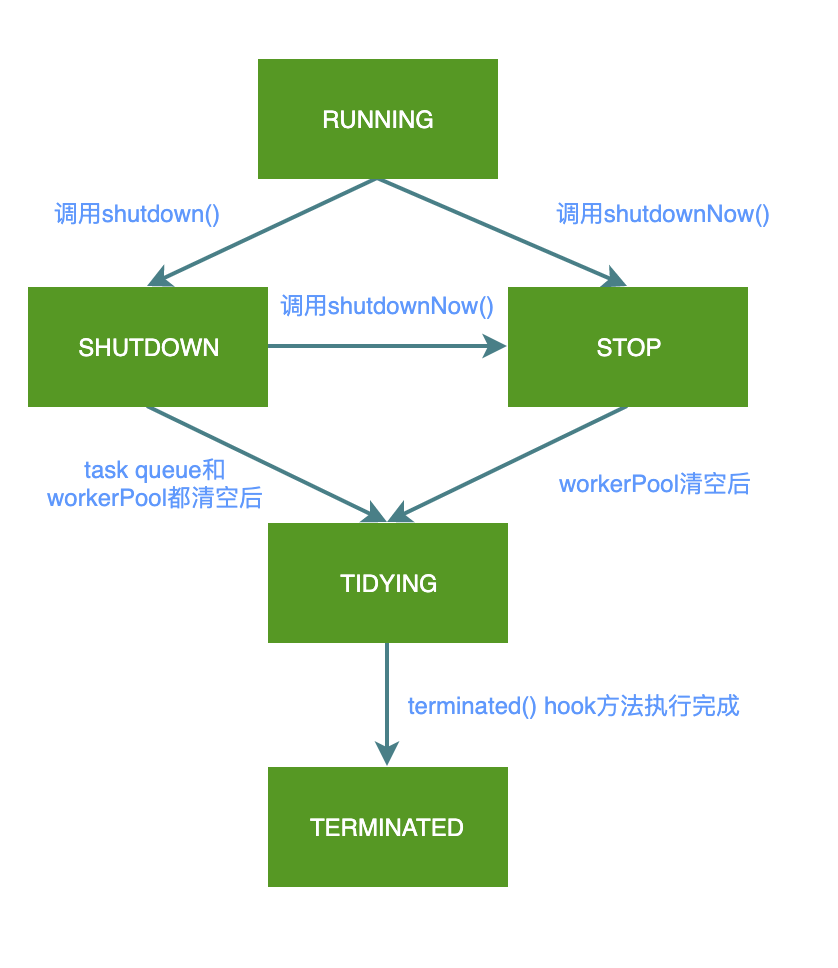 RUNNING
调用shutdown()
调用shutdownNow()
调用shutdownNow()
SHUTDOWN
STOP
task queue和
workerPool都清空后
workerPool清空后
TIDYING
terminated() hook方法执行完成
TERMINATED